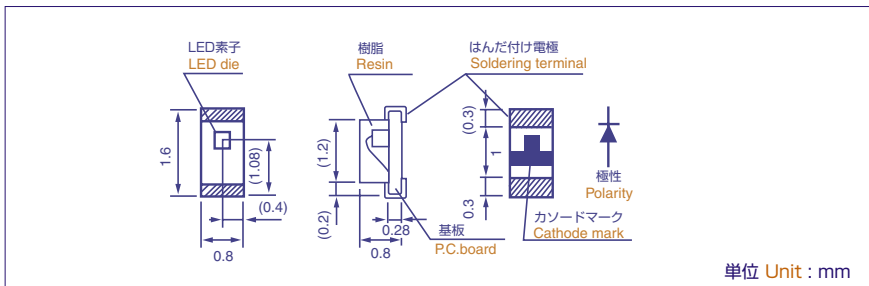 LED素子
LED die
樹脂
Resin
はんだ付け電極
Soldering terminal
1.6
(1.08)
(0.4)
0.8
(1.2)
(0.2)
0.28
0.8
基板
P.C.board
(0.3)
1
0.3
極性
Polarity
カソードマーク
Cathode mark
単位 Unit : mm